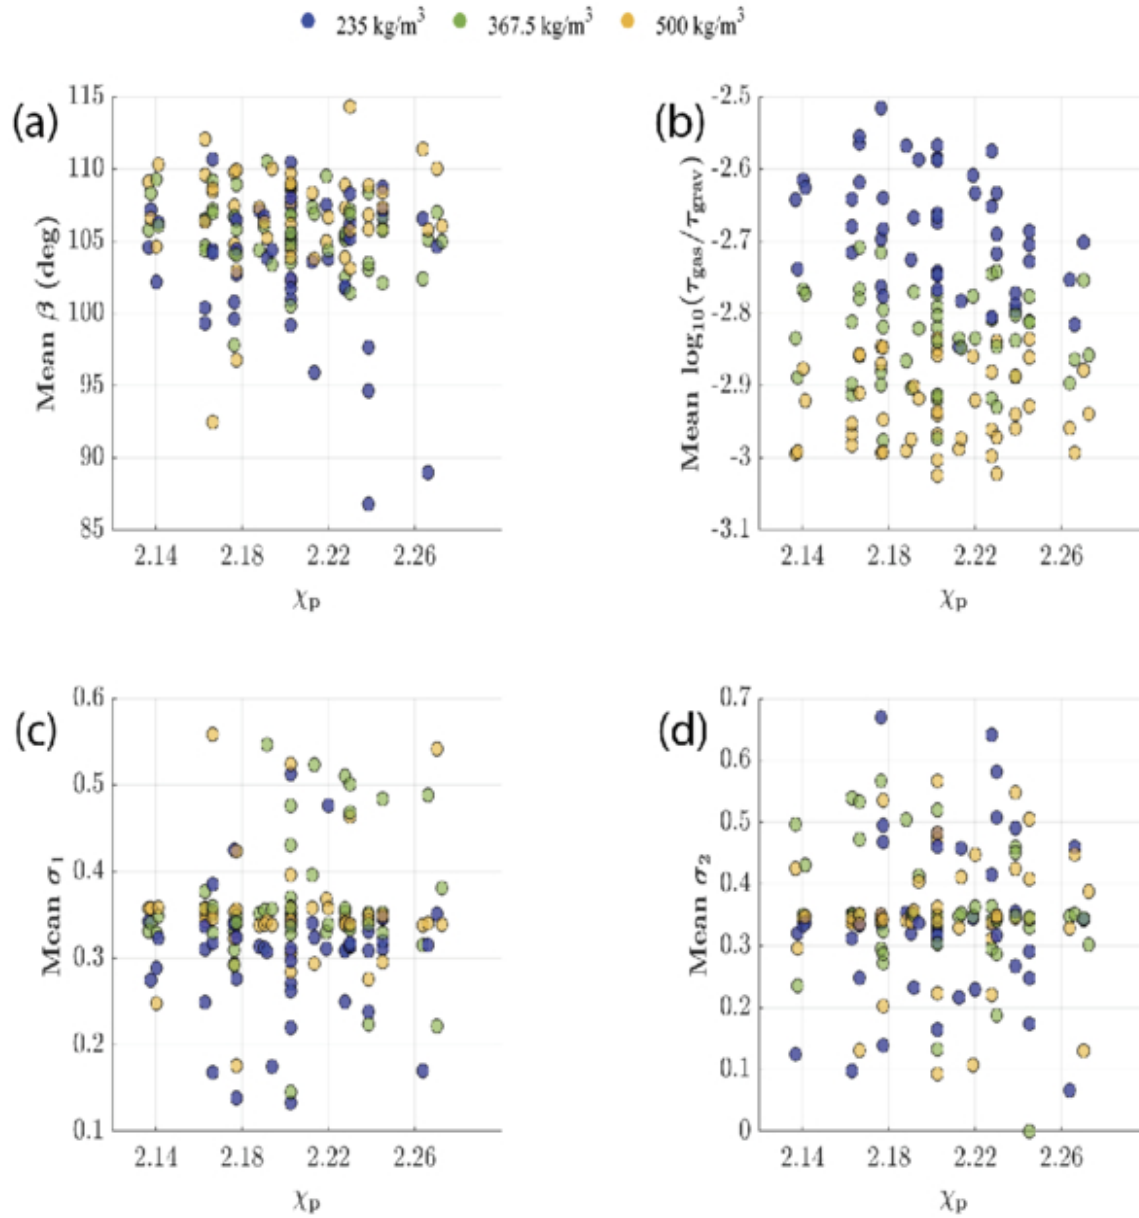 235 kg/m³ 367.5 kg/m³ 500 kg/m³
(a)
Mean β (deg)
115
110
105
100
95
90
85
2.14 2.18 2.22 2.26
χp
(b)
Mean log10(τgas/τgrav)
-2.5
-2.6
-2.7
-2.8
-2.9
-3
-3.1
2.14 2.18 2.22 2.26
χp
(c)
Mean σ1
0.6
0.5
0.4
0.3
0.2
0.1
2.14 2.18 2.22 2.26
χp
(d)
Mean σ2
0.7
0.6
0.5
0.4
0.3
0.2
0.1
0
2.14 2.18 2.22 2.26
χp